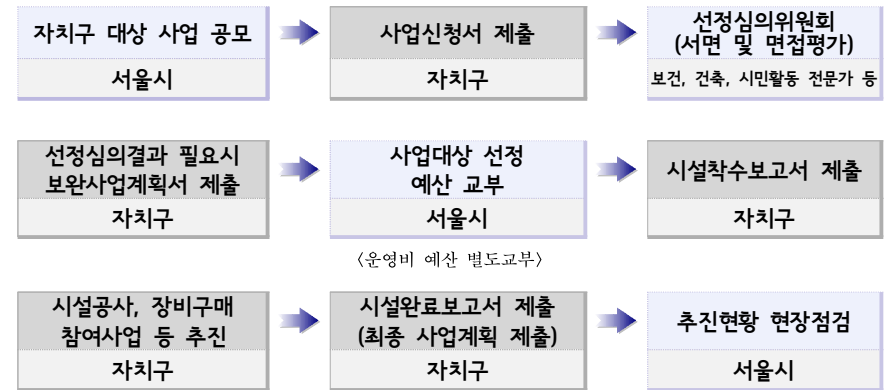 자치구 대상 사업 공모
서울시
사업신청서 제출
자치구
선정심의위원회
(서면 및 면접평가)
보건, 건축, 시민활동 전문가 등
선정심의결과 필요시
보완사업계획서 제출
자치구
사업대상 선정
예산 교부
서울시
<운영비 예산 별도교부>
시설착수보고서 제출
자치구
시설공사, 장비구매
참여사업 등 추진
자치구
시설완료보고서 제출
(최종 사업계획 제출)
자치구
추진현황 현장점검
서울시